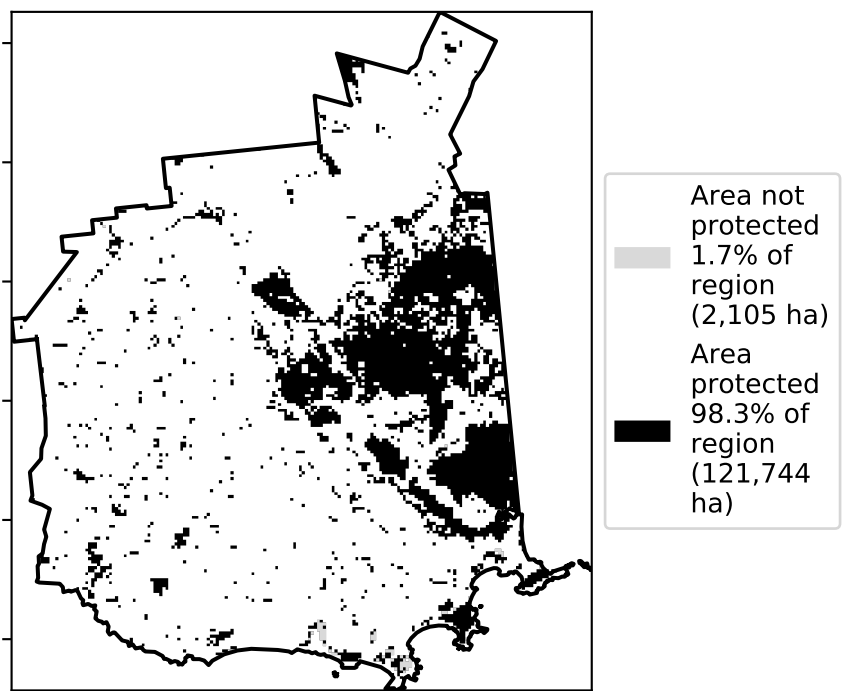 Area not
protected
1.7% of
region
(2,105 ha)
Area
protected
98.3% of
region
(121,744
ha)